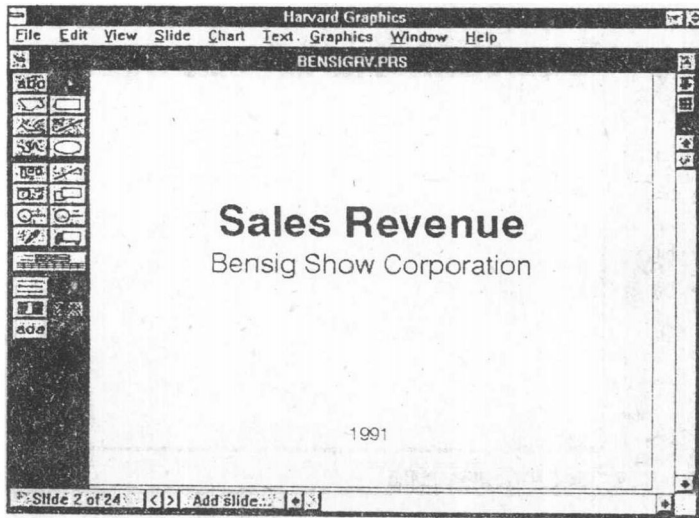 Harvard Graphics
File Edit View Slide Chart Text Graphics Window Help
BENSIGRV.PRS
abc
Sales Revenue
Bensig Show Corporation
1991
Slide 2 of 24 < > Add slide...